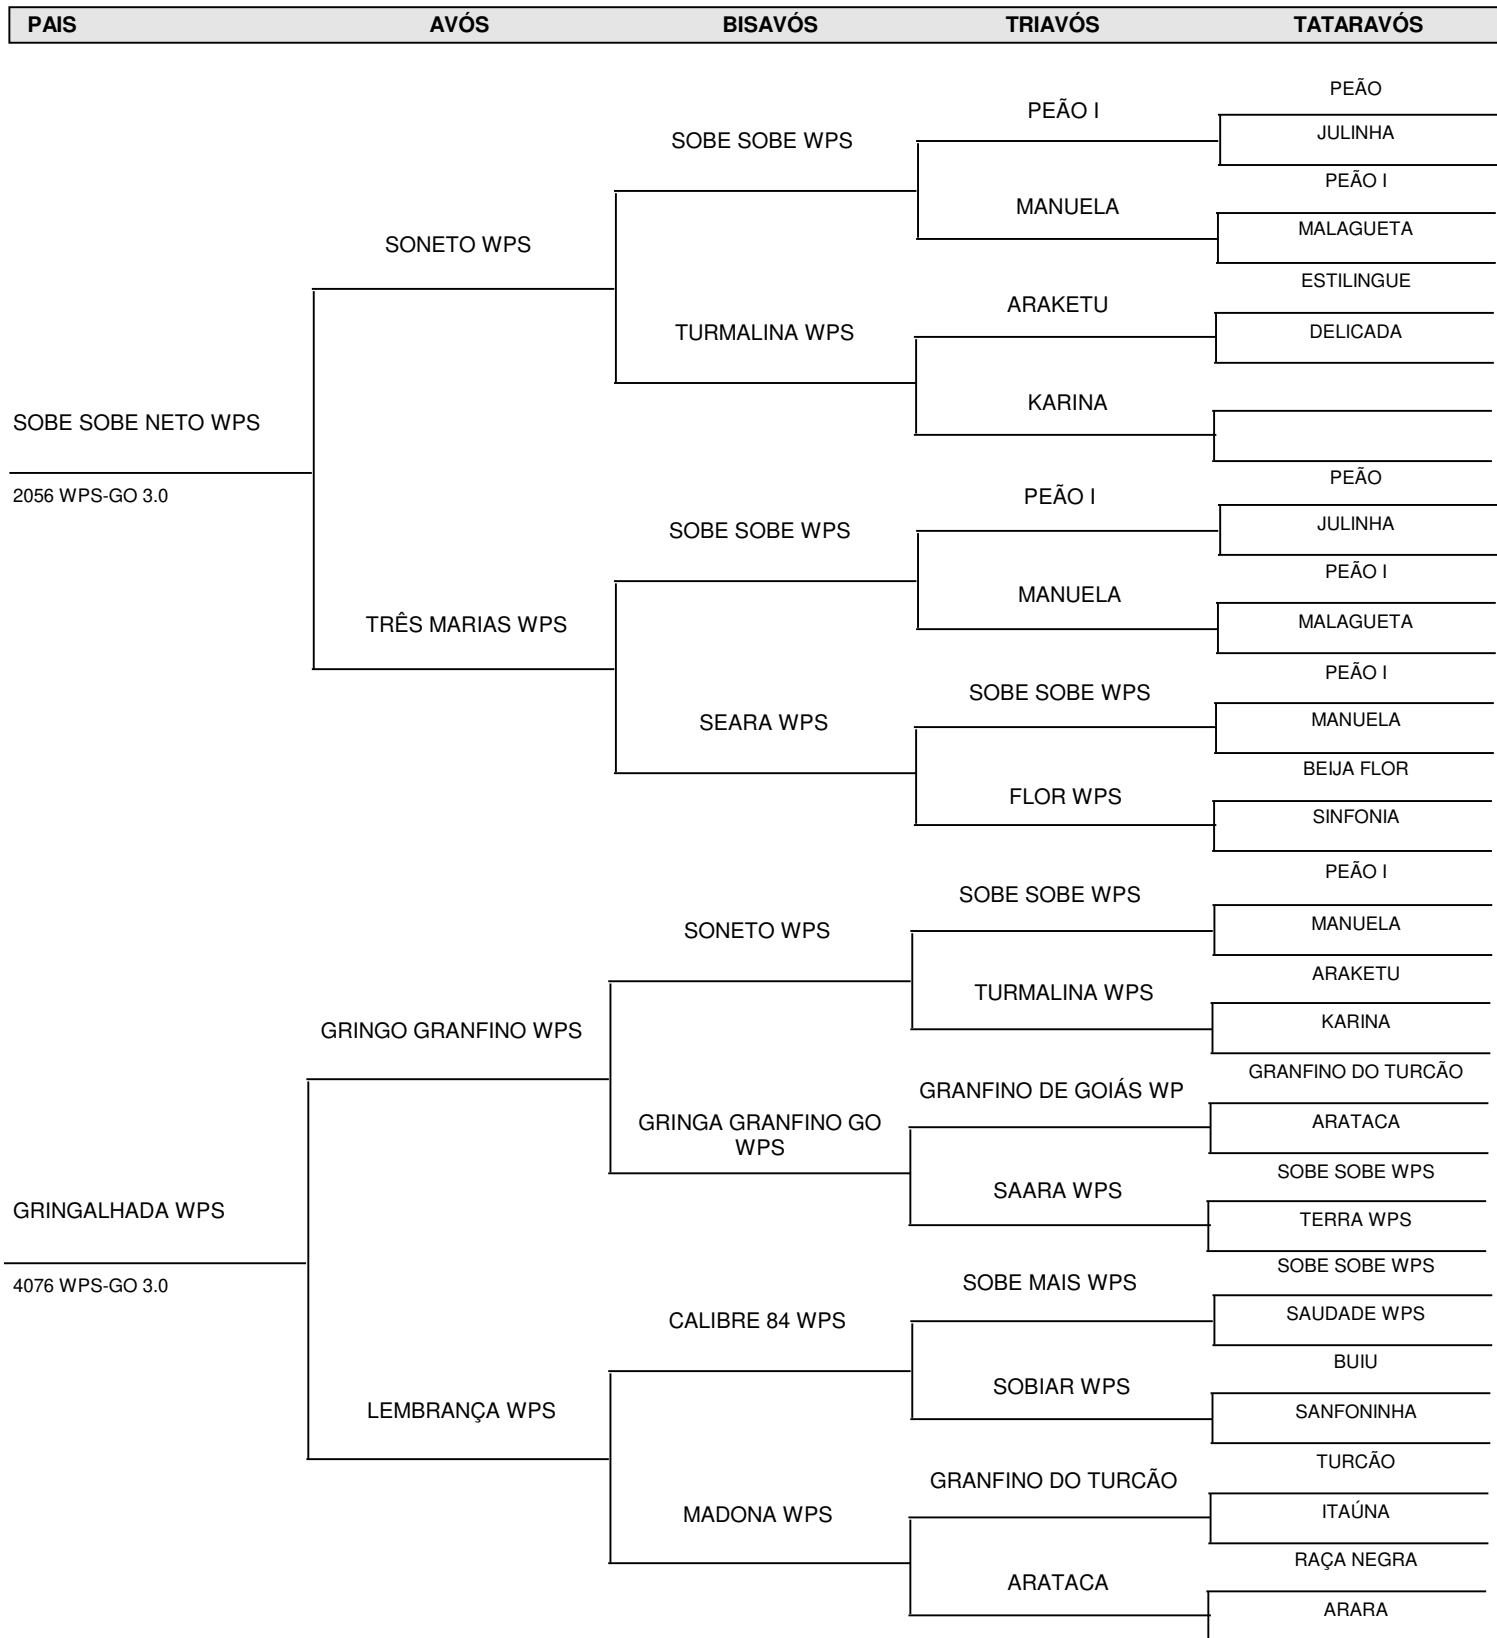 PAIS AVÓS BISAVÓS TRIAVÓS TATARAVÓS
PEÃO
PEÃO I
JULINHA
SOBE SOBE WPS
PEÃO I
MANUELA
MALAGUETA
SONETO WPS
ESTILINGUE
ARAKETU
TURMALINA WPS
DELICADA
KARINA
SOBE SOBE NETO WPS
PEÃO
2056 WPS-GO 3.0
PEÃO I
JULINHA
SOBE SOBE WPS
PEÃO I
MANUELA
MALAGUETA
TRÊS MARIAS WPS
PEÃO I
SOBE SOBE WPS
MANUELA
SEARA WPS
BEIJA FLOR
FLOR WPS
SINFONIA
PEÃO I
SOBE SOBE WPS
MANUELA
SONETO WPS
ARAKETU
TURMALINA WPS
KARINA
GRINGO GRANFINO WPS
GRANFINO DO TURCÃO
GRANFINO DE GOIÁS WP
ARATACA
GRINGA GRANFINO GO
WPS
SOBE SOBE WPS
SAARA WPS
GRINGALHADA WPS
TERRA WPS
SOBE SOBE WPS
4076 WPS-GO 3.0
SOBE MAIS WPS
SAUDADE WPS
CALIBRE 84 WPS
BUIU
SOBIAR WPS
LEMBRANÇA WPS
SANFONINHA
TURCÃO
GRANFINO DO TURCÃO
ITAÚNA
MADONA WPS
RAÇA NEGRA
ARATACA
ARARA